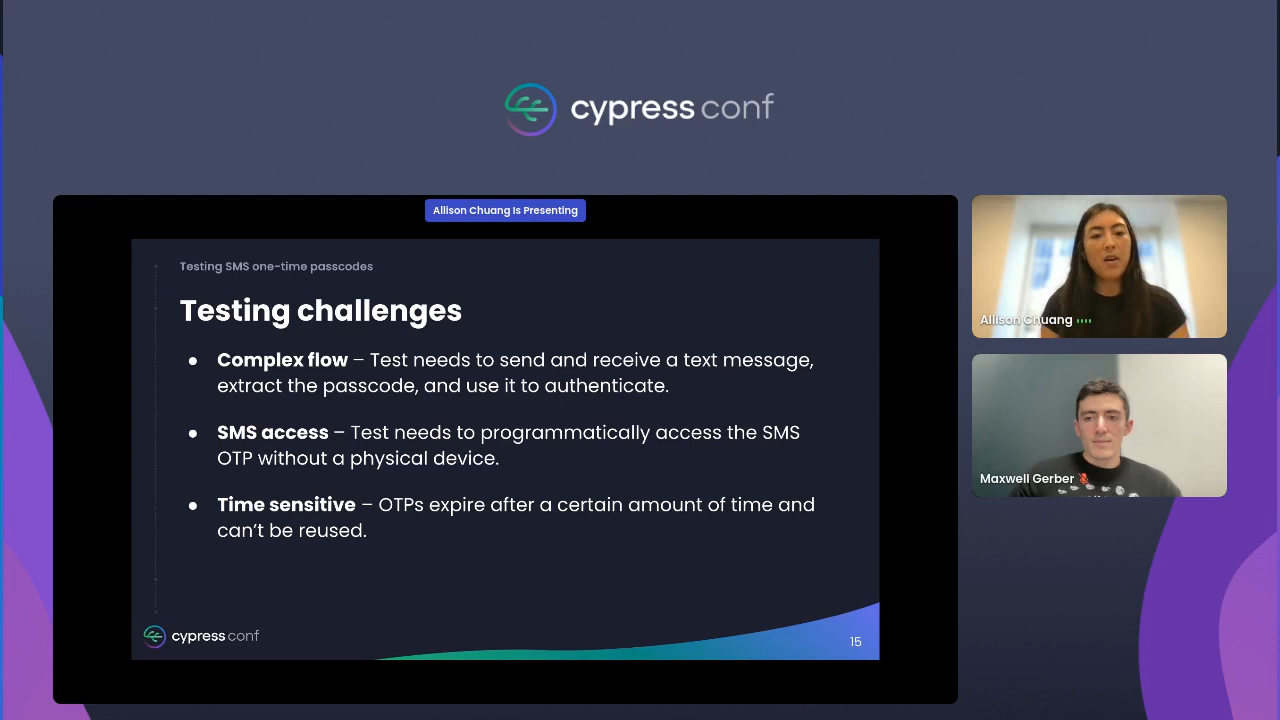 cypress conf
Allison Chuang Is Presenting
Testing SMS one-time passcodes
Testing challenges
● Complex flow – Test needs to send and receive a text message,
extract the passcode, and use it to authenticate.
● SMS access – Test needs to programmatically access the SMS
OTP without a physical device.
● Time sensitive – OTPs expire after a certain amount of time and
can’t be reused.
cypress conf
15
Allison Chuang
Maxwell Gerber